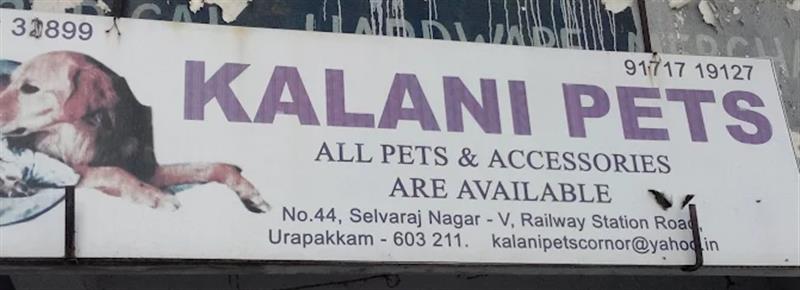 HARDWARE
32899
91717 19127
KALANI PETS
ALL PETS & ACCESSORIES
ARE AVAILABLE
No.44, Selvaraj Nagar - V, Railway Station Road,
Urapakkam - 603 211. kalanipetscornor@yahoo.in